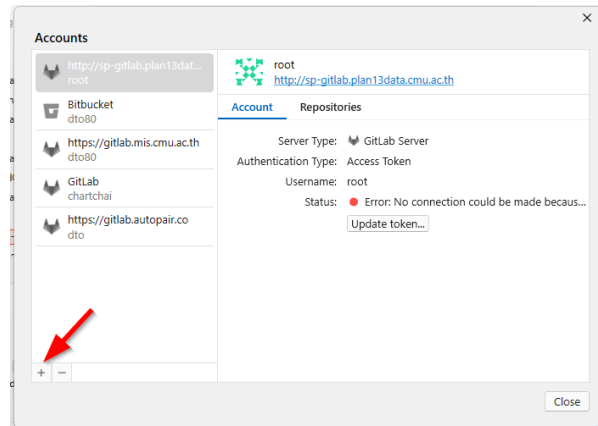 Accounts
http://sp-gitlab.plan13dat...
root
Bitbucket
dto80
https://gitlab.mis.cmu.ac.th
dto80
GitLab
chartchai
https://gitlab.autopair.co
dto
+ −
root
http://sp-gitlab.plan13data.cmu.ac.th
Account Repositories
Server Type: GitLab Server
Authentication Type: Access Token
Username: root
Status: Error: No connection could be made becaus...
Update token...
Close